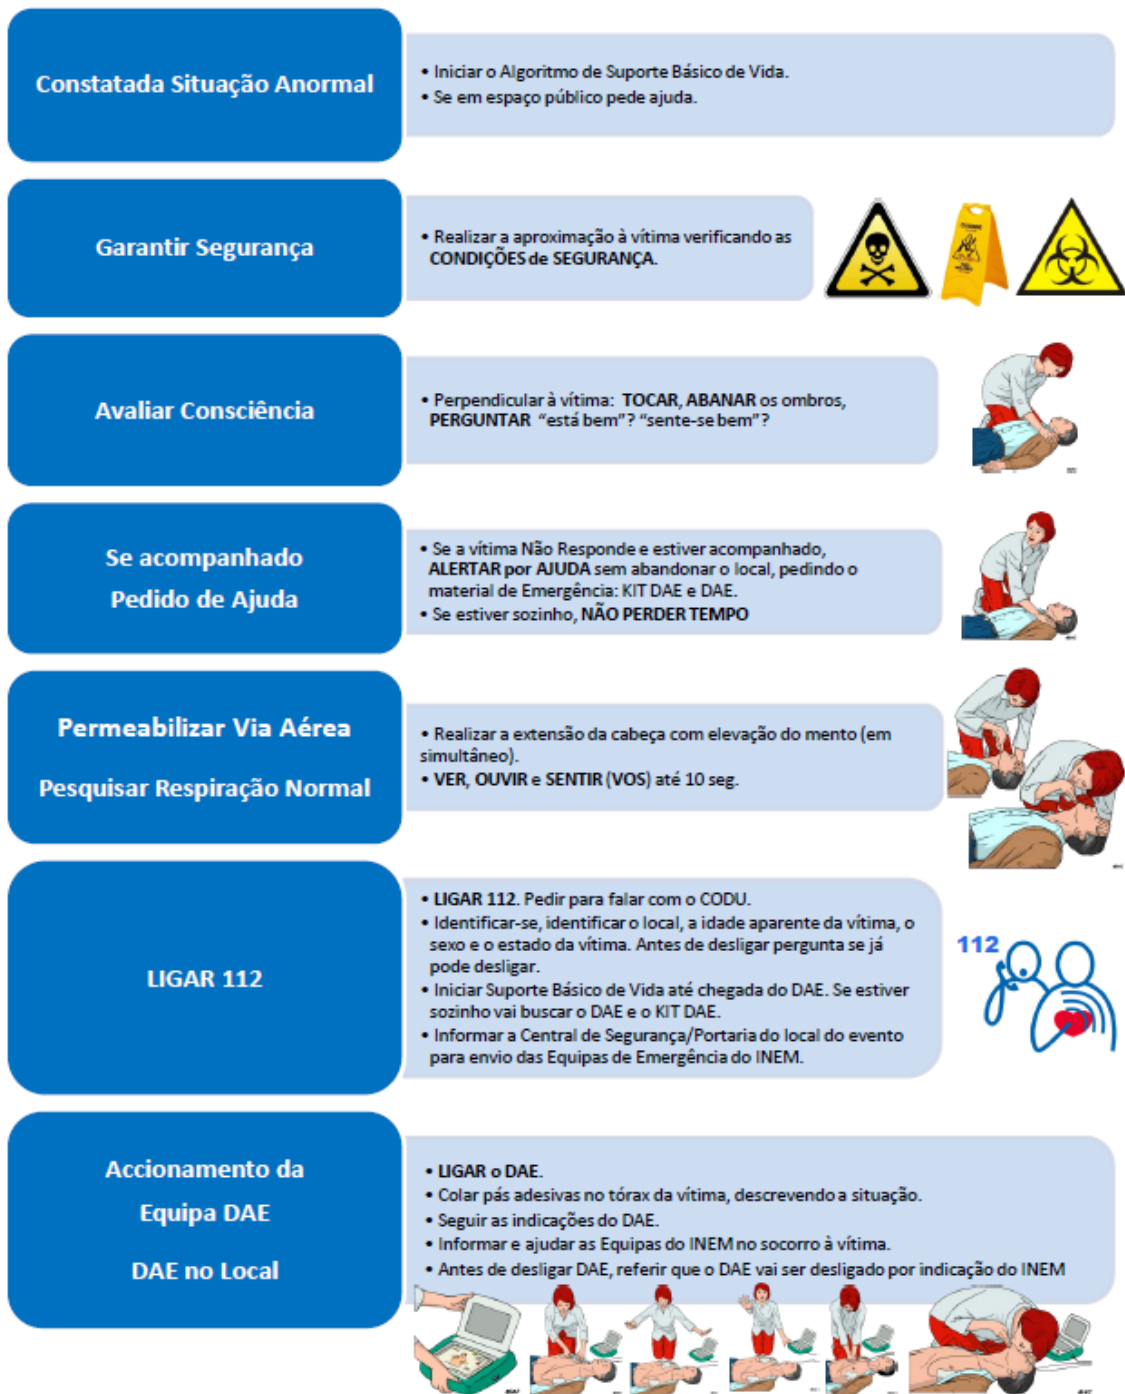 Constatada Situação Anormal
• Iniciar o Algoritmo de Suporte Básico de Vida.
• Se em espaço público pede ajuda.
Garantir Segurança
• Realizar a aproximação à vítima verificando as
CONDIÇÕES de SEGURANÇA.
Avaliar Consciência
• Perpendicular à vítima: TOCAR, ABANAR os ombros,
PERGUNTAR “está bem”? “sente-se bem”?
Se acompanhado
Pedido de Ajuda
• Se a vítima Não Responde e estiver acompanhado,
ALERTAR por AJUDA sem abandonar o local, pedindo o
material de Emergência: KIT DAE e DAE.
• Se estiver sozinho, NÃO PERDER TEMPO
Permeabilizar Via Aérea
Pesquisar Respiração Normal
• Realizar a extensão da cabeça com elevação do mento (em
simultâneo).
• VER, OUVIR e SENTIR (VOS) até 10 seg.
LIGAR 112
• LIGAR 112. Pedir para falar com o CODU.
• Identificar-se, identificar o local, a idade aparente da vítima, o
sexo e o estado da vítima. Antes de desligar pergunta se já
pode desligar.
• Iniciar Suporte Básico de Vida até chegada do DAE. Se estiver
sozinho vai buscar o DAE e o KIT DAE.
• Informar a Central de Segurança/Portaria do local do evento
para envio das Equipas de Emergência do INEM.
112
Accionamento da
Equipa DAE
DAE no Local
• LIGAR o DAE.
• Colar pás adesivas no tórax da vítima, descrevendo a situação.
• Seguir as indicações do DAE.
• Informar e ajudar as Equipas do INEM no socorro à vítima.
• Antes de desligar DAE, referir que o DAE vai ser desligado por indicação do INEM